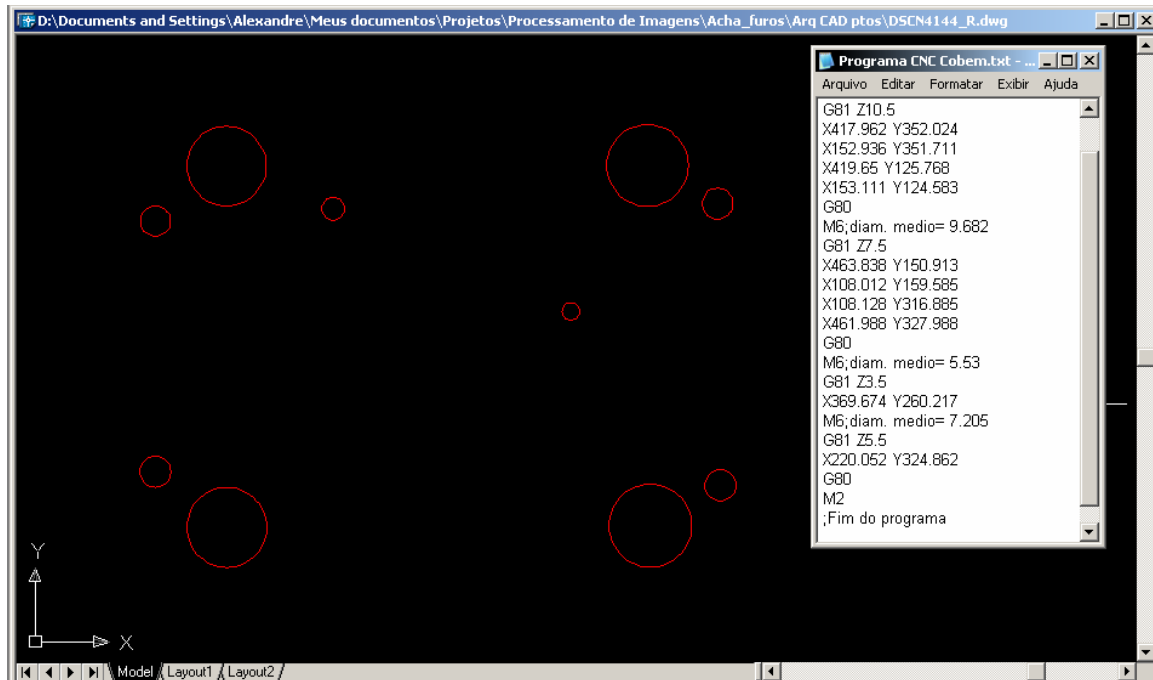 D:\Documents and Settings\Alexandre\Meus documentos\Projetos\Processamento de Imagens\Acha_furos\Arq CAD ptos\DSCN4144_R.dwg
Programa CNC Cobem.txt - ...
Arquivo Editar Formatar Exibir Ajuda
G81 Z10.5
X417.962 Y352.024
X152.936 Y351.711
X419.65 Y125.768
X153.111 Y124.583
G80
M6;diam. medio= 9.682
G81 Z7.5
X463.838 Y150.913
X108.012 Y159.585
X108.128 Y316.885
X461.988 Y327.988
G80
M6;diam. medio= 5.53
G81 Z3.5
X369.674 Y260.217
M6;diam. medio= 7.205
G81 Z5.5
X220.052 Y324.862
G80
M2
;Fim do programa
Y
X
Model Layout1 Layout2